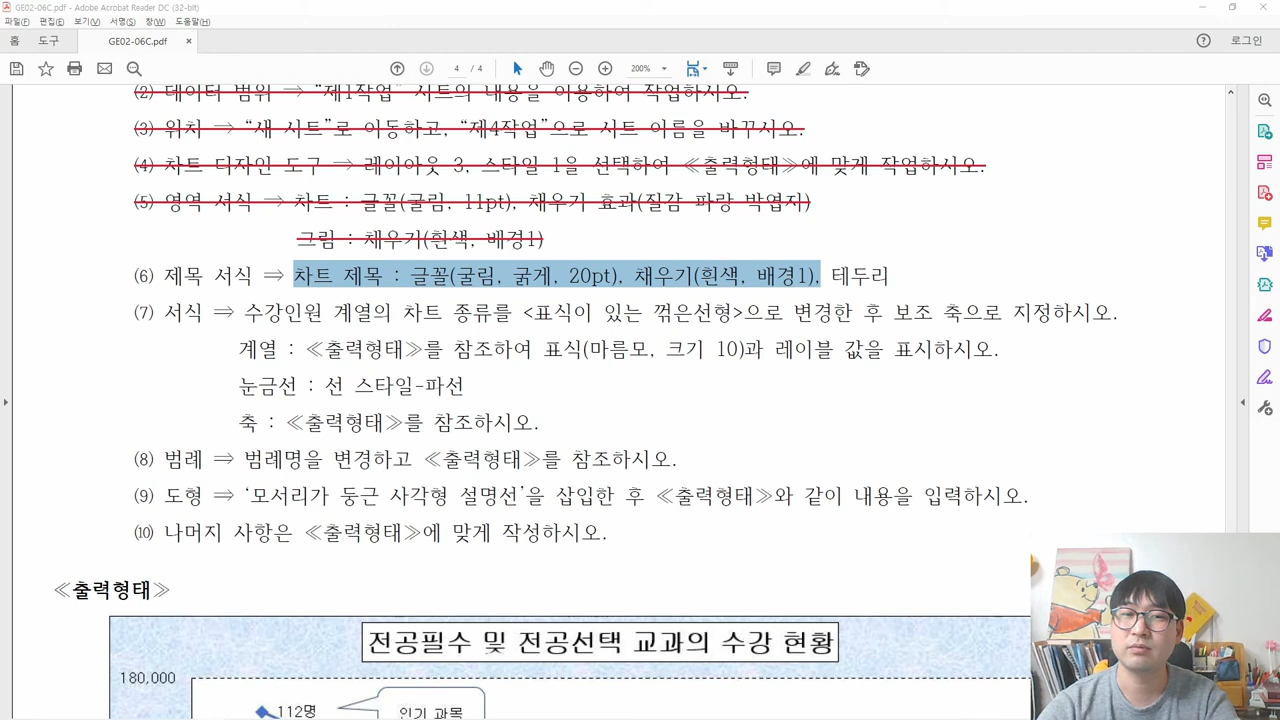 GE02-06C.pdf - Adobe Acrobat Reader DC (32-bit)
파일(F) 편집(E) 보기(V) 서명(S) 창(W) 도움말(H)
홈 도구 GE02-06C.pdf × 로그인
4 / 4 200%
(2) 데이터 범위 ⇒ “제1작업” 시트의 내용을 이용하여 작업하시오.
(3) 위치 ⇒ “새 시트”로 이동하고, “제4작업”으로 시트 이름을 바꾸시오.
(4) 차트 디자인 도구 ⇒ 레이아웃 3, 스타일 1을 선택하여 ≪출력형태≫에 맞게 작업하시오.
(5) 영역 서식 ⇒ 차트 : 글꼴(굴림, 11pt), 채우기 효과(질감-파랑 박엽지)
그림 : 채우기(흰색, 배경1)
(6) 제목 서식 ⇒ 차트 제목 : 글꼴(굴림, 굵게, 20pt), 채우기(흰색, 배경1), 테두리
(7) 서식 ⇒ 수강인원 계열의 차트 종류를 <표식이 있는 꺾은선형>으로 변경한 후 보조 축으로 지정하시오.
계열 : ≪출력형태≫를 참조하여 표식(마름모, 크기 10)과 레이블 값을 표시하시오.
눈금선 : 선 스타일-파선
축 : ≪출력형태≫를 참조하시오.
(8) 범례 ⇒ 범례명을 변경하고 ≪출력형태≫를 참조하시오.
(9) 도형 ⇒ ‘모서리가 둥근 사각형 설명선’을 삽입한 후 ≪출력형태≫와 같이 내용을 입력하시오.
(10) 나머지 사항은 ≪출력형태≫에 맞게 작성하시오.
≪출력형태≫
전공필수 및 전공선택 교과의 수강 현황
180,000
112명 인기 과목